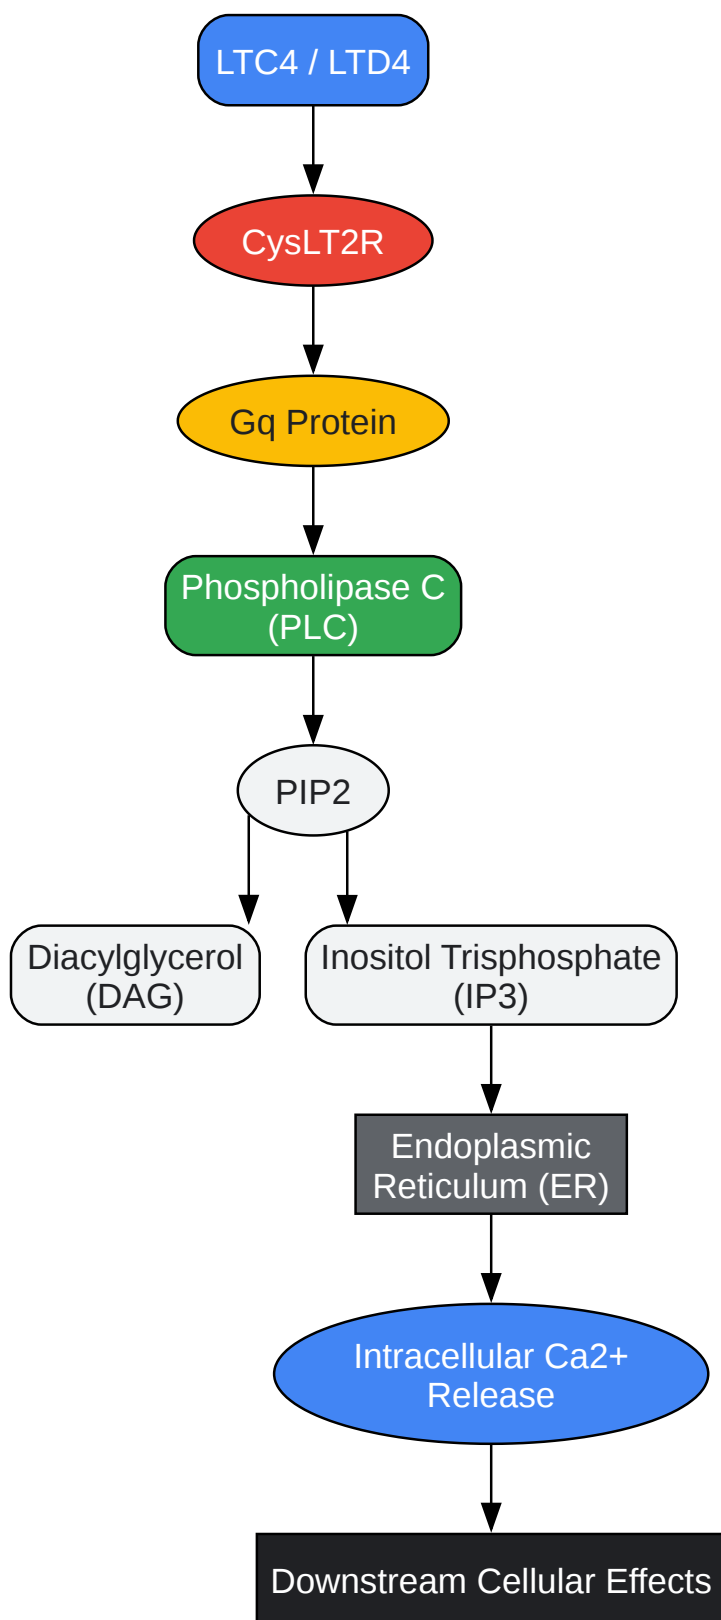 LTC4 / LTD4
CysLT2R
Gq Protein
Phospholipase C
(PLC)
PIP2
Diacylglycerol
(DAG)
Inositol Trisphosphate
(IP3)
Endoplasmic
Reticulum (ER)
Intracellular Ca2+
Release
Downstream Cellular Effects